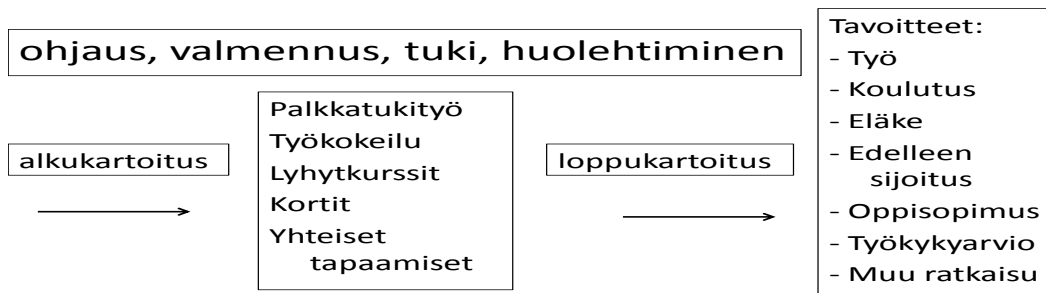 ohjaus, valmennus, tuki, huolehtiminen
alkukartoitus
Palkkatukityö
Työkokeilu
Lyhytkurssit
Kortit
Yhteiset
tapaamiset
loppukartoitus
Tavoitteet:
- Työ
- Koulutus
- Eläke
- Edelleen
sijoitus
- Oppisopimus
- Työkykyarvio
- Muu ratkaisu